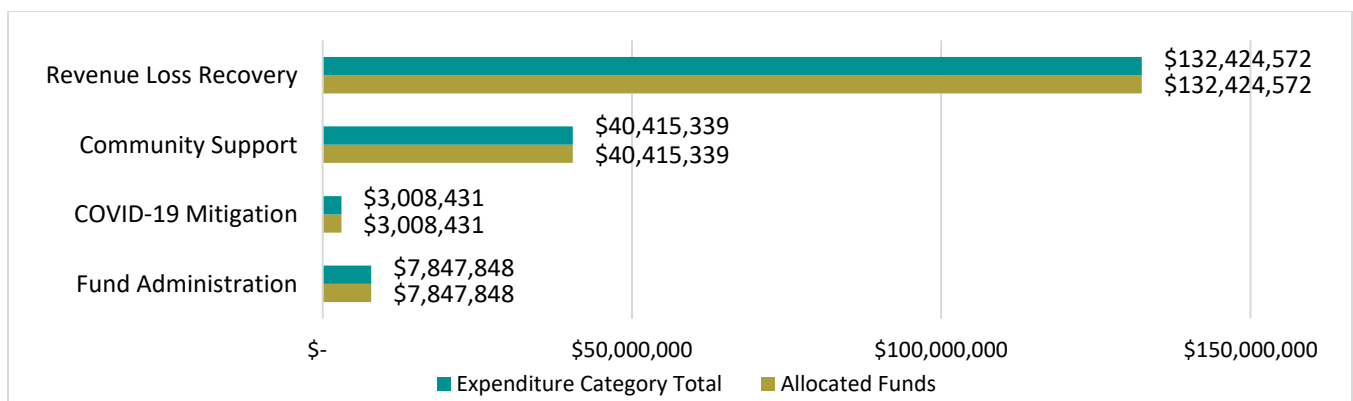 Revenue Loss Recovery
$132,424,572
$132,424,572
Community Support
$40,415,339
$40,415,339
COVID-19 Mitigation
$3,008,431
$3,008,431
Fund Administration
$7,847,848
$7,847,848
$- $50,000,000 $100,000,000 $150,000,000
Expenditure Category Total Allocated Funds